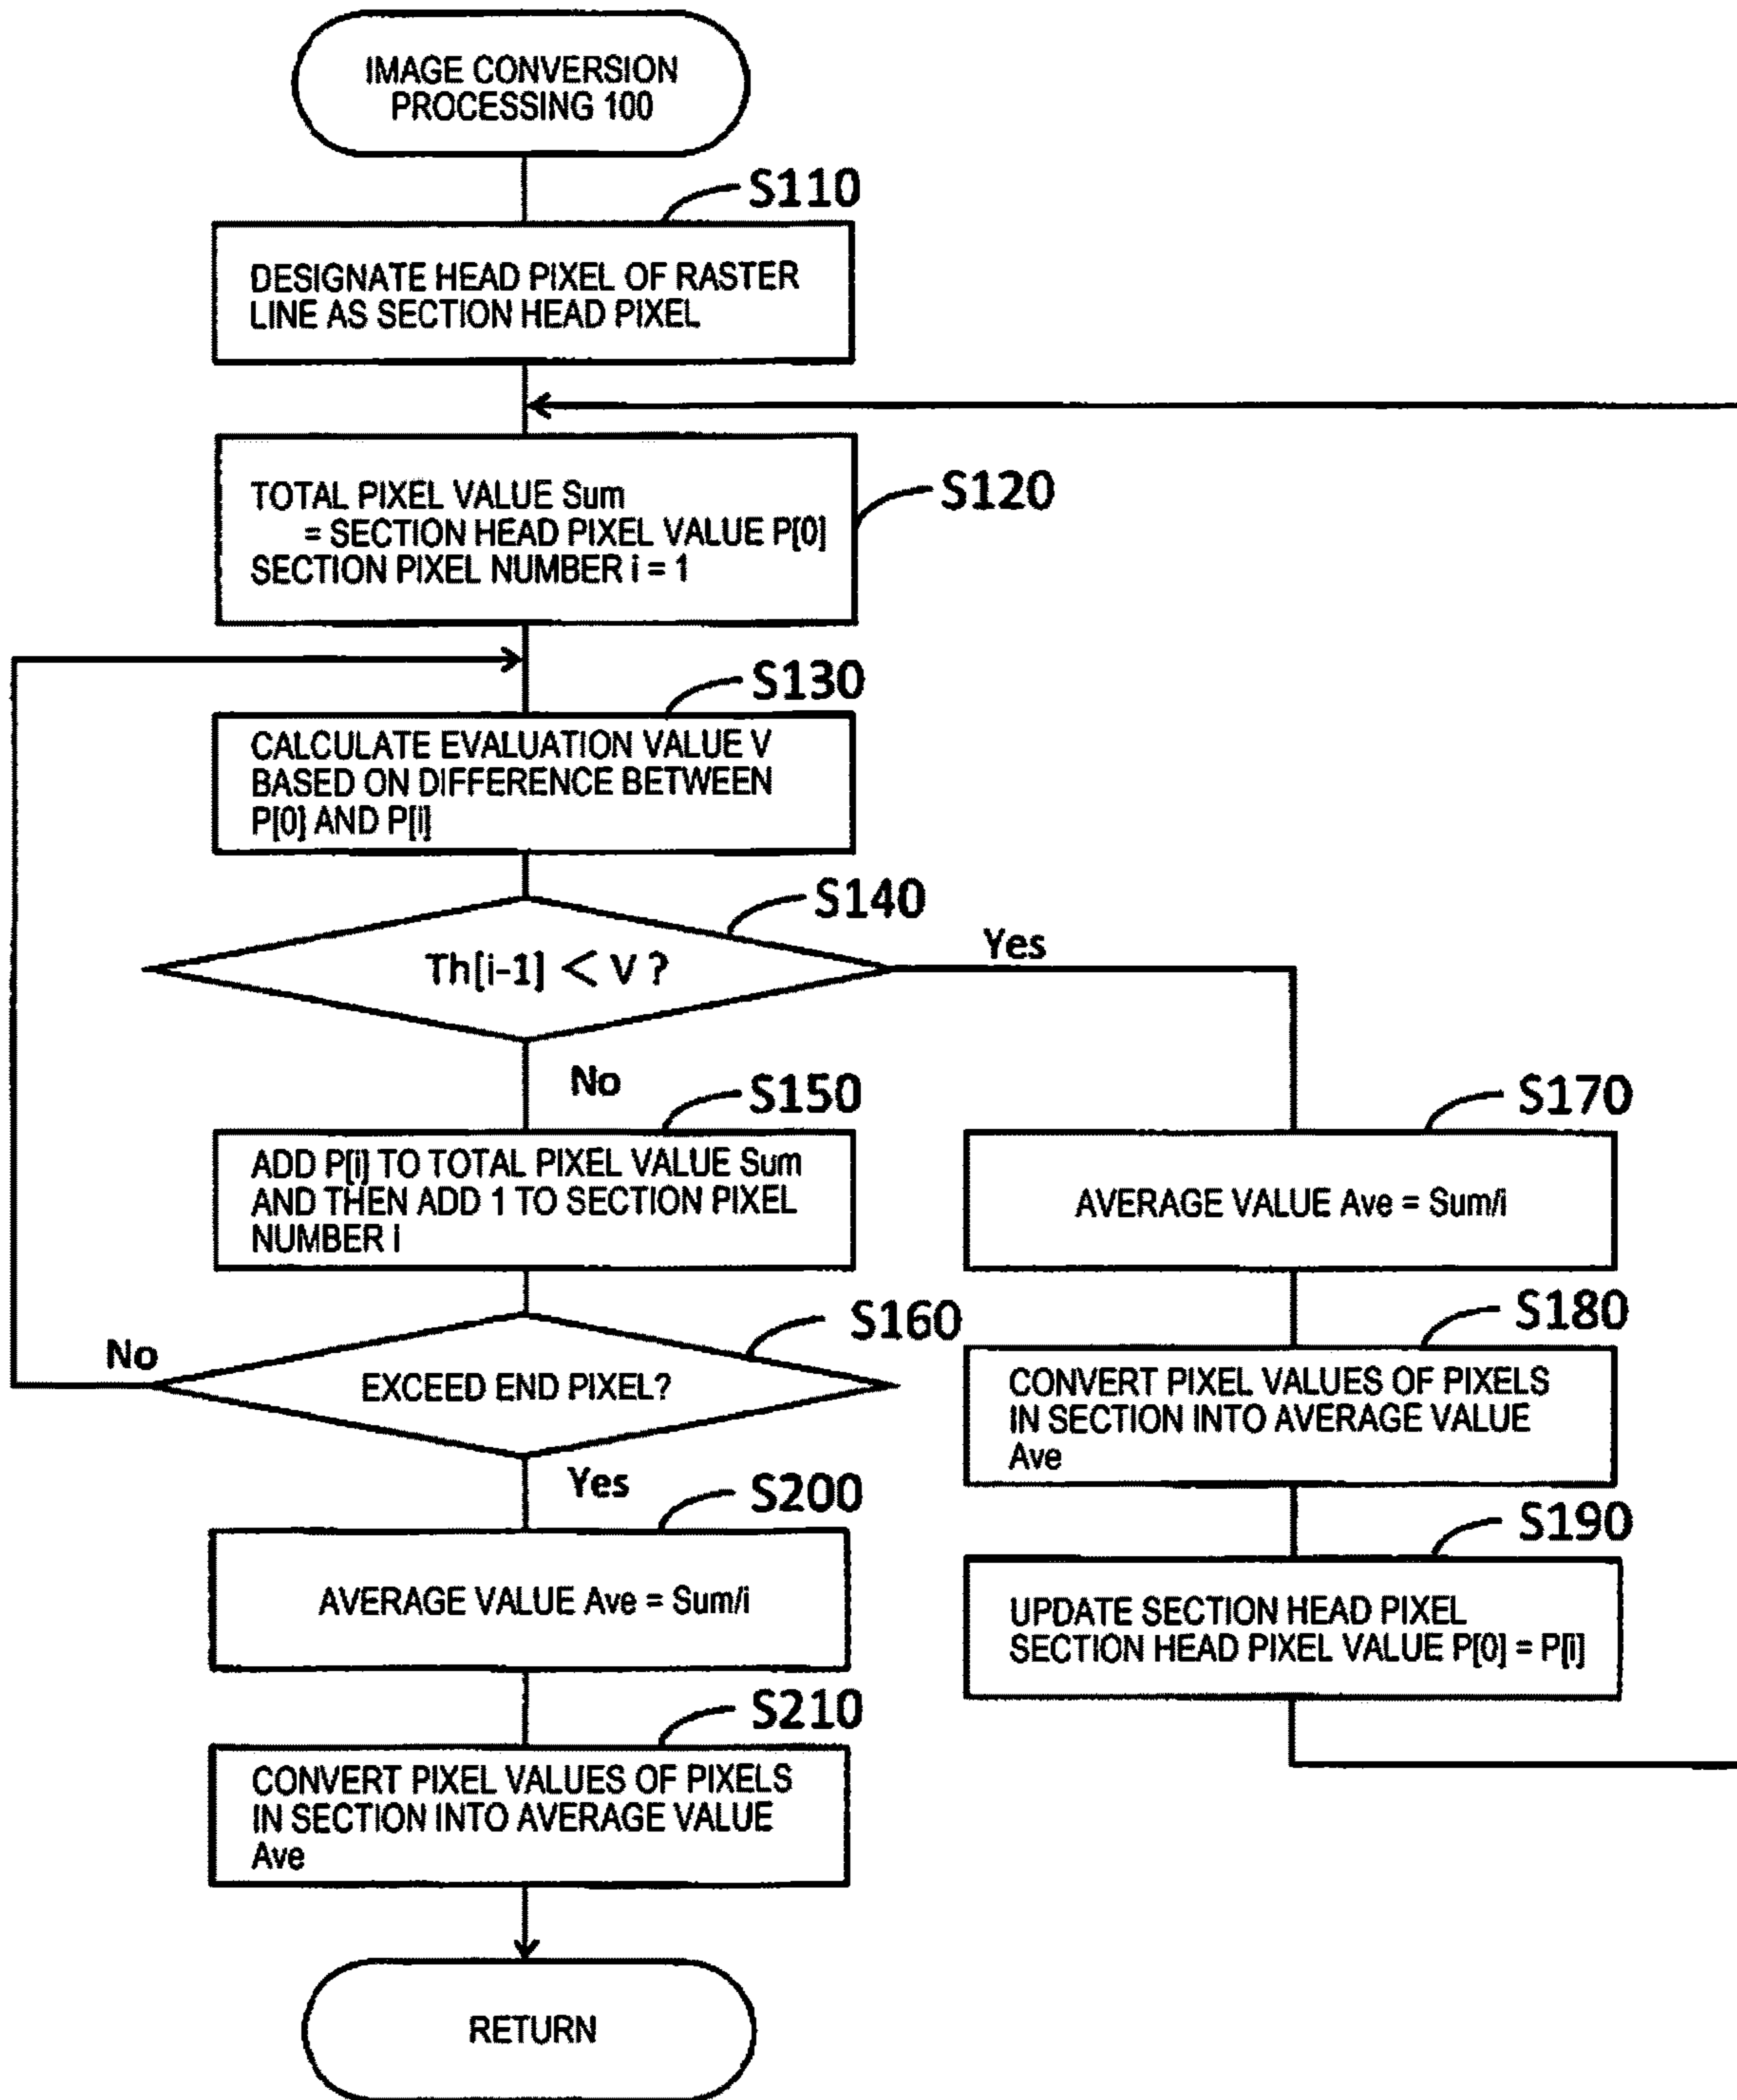 IMAGE CONVERSION
PROCESSING 100
S110
DESIGNATE HEAD PIXEL OF RASTER
LINE AS SECTION HEAD PIXEL
S120
TOTAL PIXEL VALUE Sum
= SECTION HEAD PIXEL VALUE P[0]
SECTION PIXEL NUMBER i = 1
S130
CALCULATE EVALUATION VALUE V
BASED ON DIFFERENCE BETWEEN
P[0] AND P[i]
S140
Th[i-1] < V ?
Yes
No
S150
ADD P[i] TO TOTAL PIXEL VALUE Sum
AND THEN ADD 1 TO SECTION PIXEL
NUMBER i
S160
No
EXCEED END PIXEL?
Yes
S170
AVERAGE VALUE Ave = Sum/i
S180
CONVERT PIXEL VALUES OF PIXELS
IN SECTION INTO AVERAGE VALUE
Ave
S190
UPDATE SECTION HEAD PIXEL
SECTION HEAD PIXEL VALUE P[0] = P[i]
S200
AVERAGE VALUE Ave = Sum/i
S210
CONVERT PIXEL VALUES OF PIXELS
IN SECTION INTO AVERAGE VALUE
Ave
RETURN